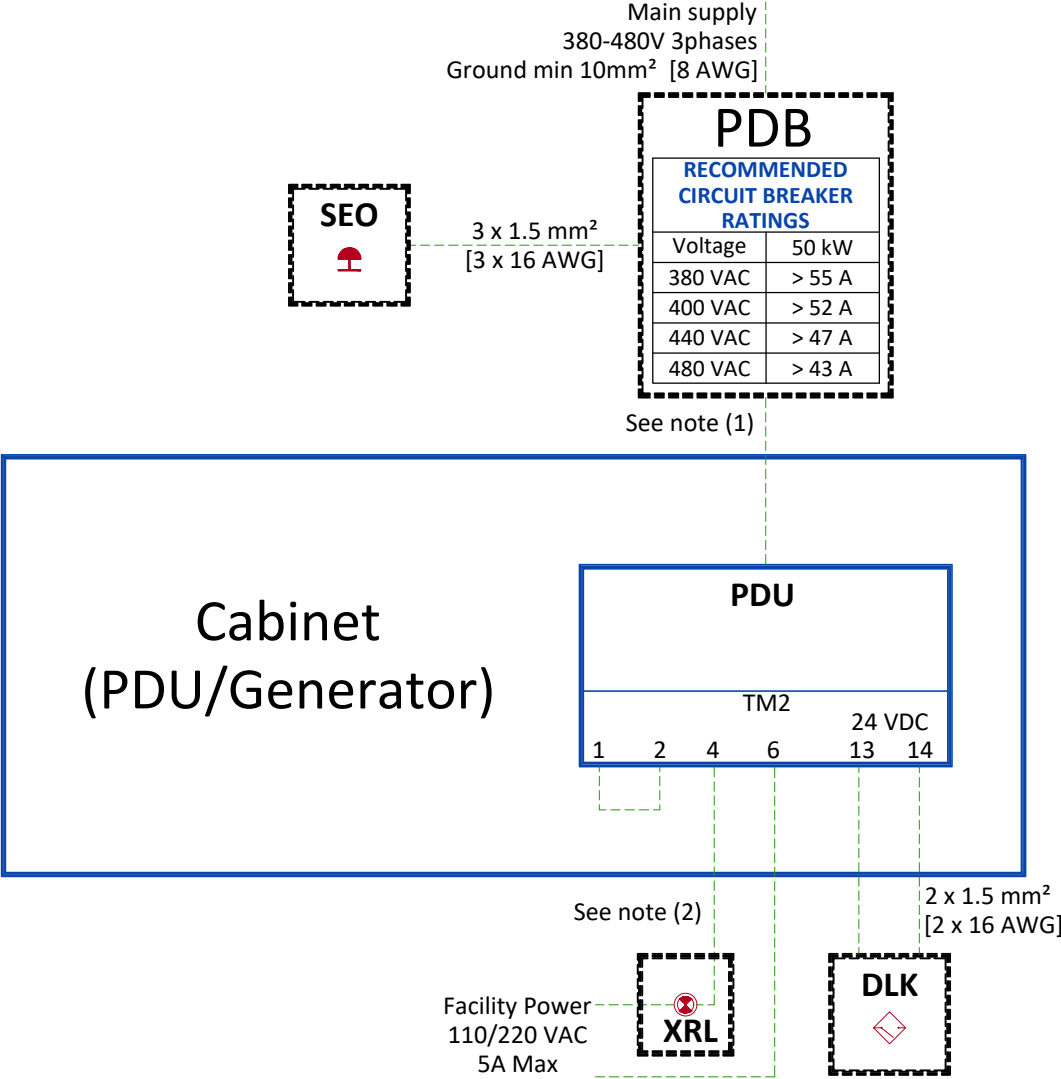 Main supply
380-480V 3phases
Ground min 10mm² [8 AWG]
PDB
RECOMMENDED
CIRCUIT BREAKER
RATINGS
Voltage 50 kW
380 VAC > 55 A
400 VAC > 52 A
440 VAC > 47 A
480 VAC > 43 A
SEO
3 x 1.5 mm²
[3 x 16 AWG]
See note (1)
Cabinet
(PDU/Generator)
PDU
TM2
24 VDC
1 2 4 6 13 14
See note (2)
2 x 1.5 mm²
[2 x 16 AWG]
Facility Power
110/220 VAC
5A Max
XRL
DLK